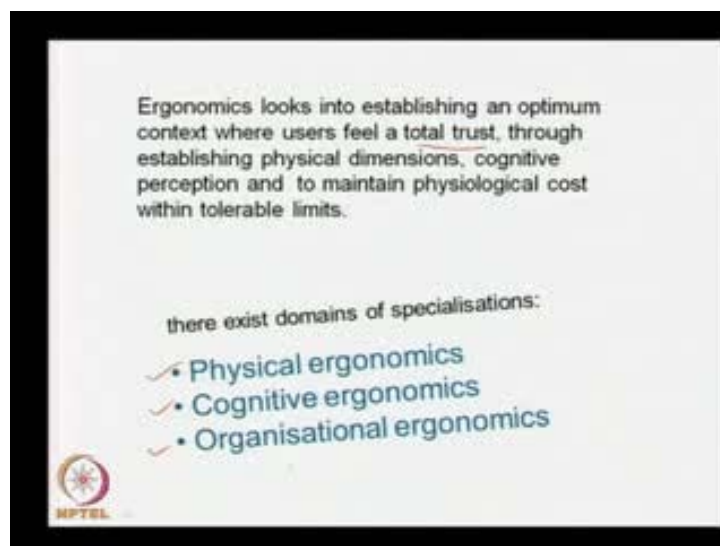 Ergonomics looks into establishing an optimum
context where users feel a total trust, through
establishing physical dimensions, cognitive
perception and to maintain physiological cost
within tolerable limits.
there exist domains of specialisations:
• Physical ergonomics
• Cognitive ergonomics
• Organisational ergonomics
NPTEL